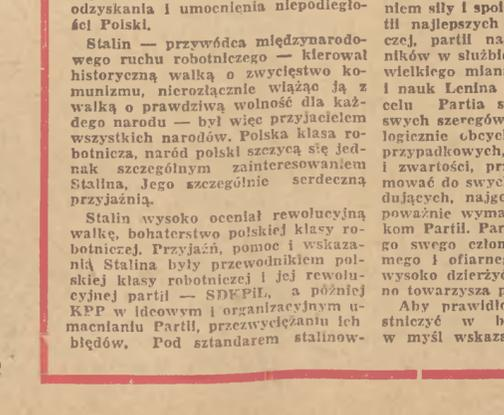 odzyskania i umocnienia niepodległo-
ści Polski.
Stalin — przywódca międzynarodo-
wego ruchu robotniczego — kierował
historyczną walką o zwycięstwo ko-
munizmu, nierozłącznie wiążąc ją z
walką o prawdziwą wolność dla każ-
dego narodu — był więc przyjacielem
wszystkich narodów. Polska klasa ro-
botnicza, naród polski szczycą się jed-
nak szczególnym zainteresowaniem
Stalina, Jego szczególnie serdeczną
przyjaźnią.
Stalin wysoko oceniał rewolucyjną
walkę, bohaterstwo polskiej klasy ro-
botniczej. Przyjaźń, pomoc i wskaza-
nia Stalina były przewodnikiem pol-
skiej klasy robotniczej i jej rewolu-
cyjnej partii — SDKPiL, a później
KPP w ideowym i organizacyjnym u-
macnianiu Partii, przezwyciężaniu ich
błędów. Pod sztandarem stalinow-
niem siły i społ
tii najlepszych
czej, partii na
ników w służbie
wielkiego mian
i nauk Lenina
celu Partia s
swych szeregów
logicznie obcyc
przypadkowych,
i zwartości, prz
mować do swyc
dujących, najgo
poważnie wyma
kom Partii. Par
go swego człon
mego i ofiarne
wysoko dzierży
no towarzysza p
Aby prawidło
stniczyć w b
w myśl wskaza